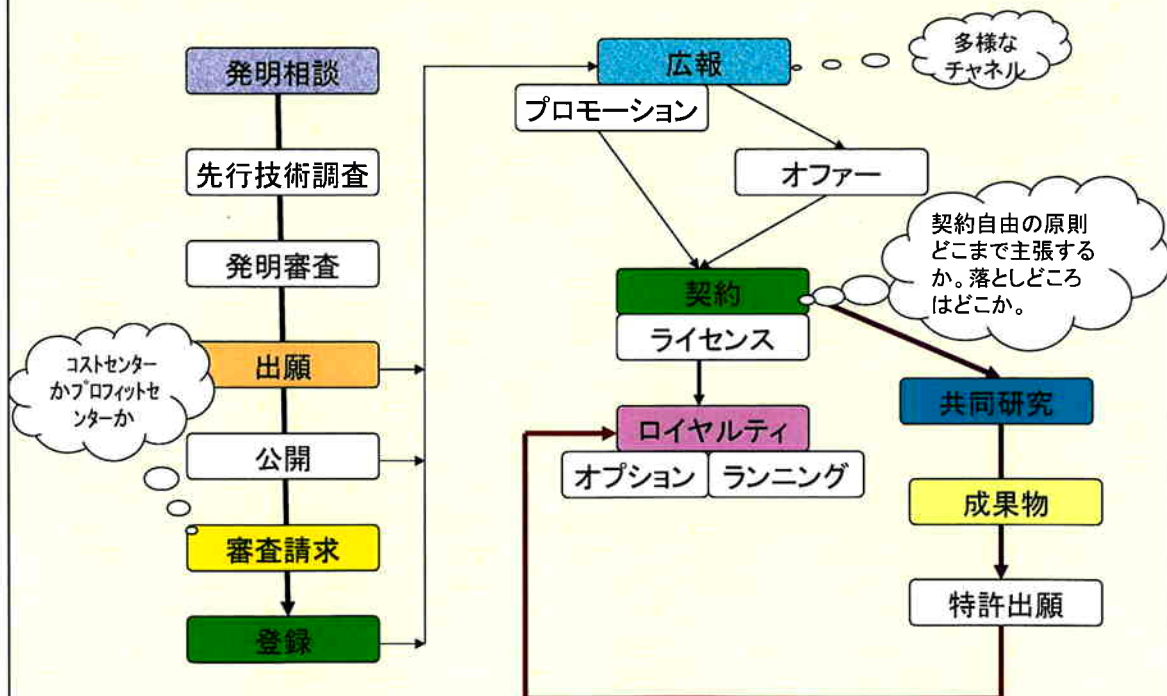 発明相談
先行技術調査
発明審査
出願
コストセンター
かプロフィットセ
ンターか
公開
審査請求
登録
広報
プロモーション
多様な
チャネル
オファー
契約自由の原則
どこまで主張する
か。落としどころ
はどこか。
契約
ライセンス
ロイヤルティ
オプション
ランニング
共同研究
成果物
特許出願